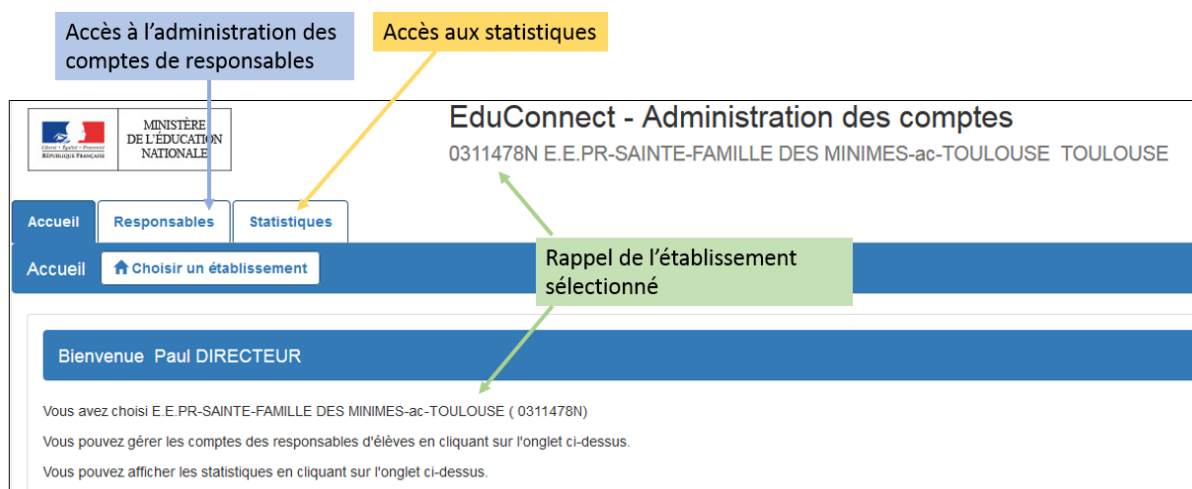 Accès à l'administration des
comptes de responsables
Accès aux statistiques
Liberté • Égalité • Fraternité
RÉPUBLIQUE FRANÇAISE
MINISTÈRE
DE L'ÉDUCATION
NATIONALE
EduConnect - Administration des comptes
0311478N E.E.PR-SAINTE-FAMILLE DES MINIMES-ac-TOULOUSE TOULOUSE
Accueil Responsables Statistiques
Accueil Choisir un établissement
Rappel de l'établissement
sélectionné
Bienvenue Paul DIRECTEUR
Vous avez choisi E.E.PR-SAINTE-FAMILLE DES MINIMES-ac-TOULOUSE ( 0311478N)
Vous pouvez gérer les comptes des responsables d'élèves en cliquant sur l'onglet ci-dessus.
Vous pouvez afficher les statistiques en cliquant sur l'onglet ci-dessus.